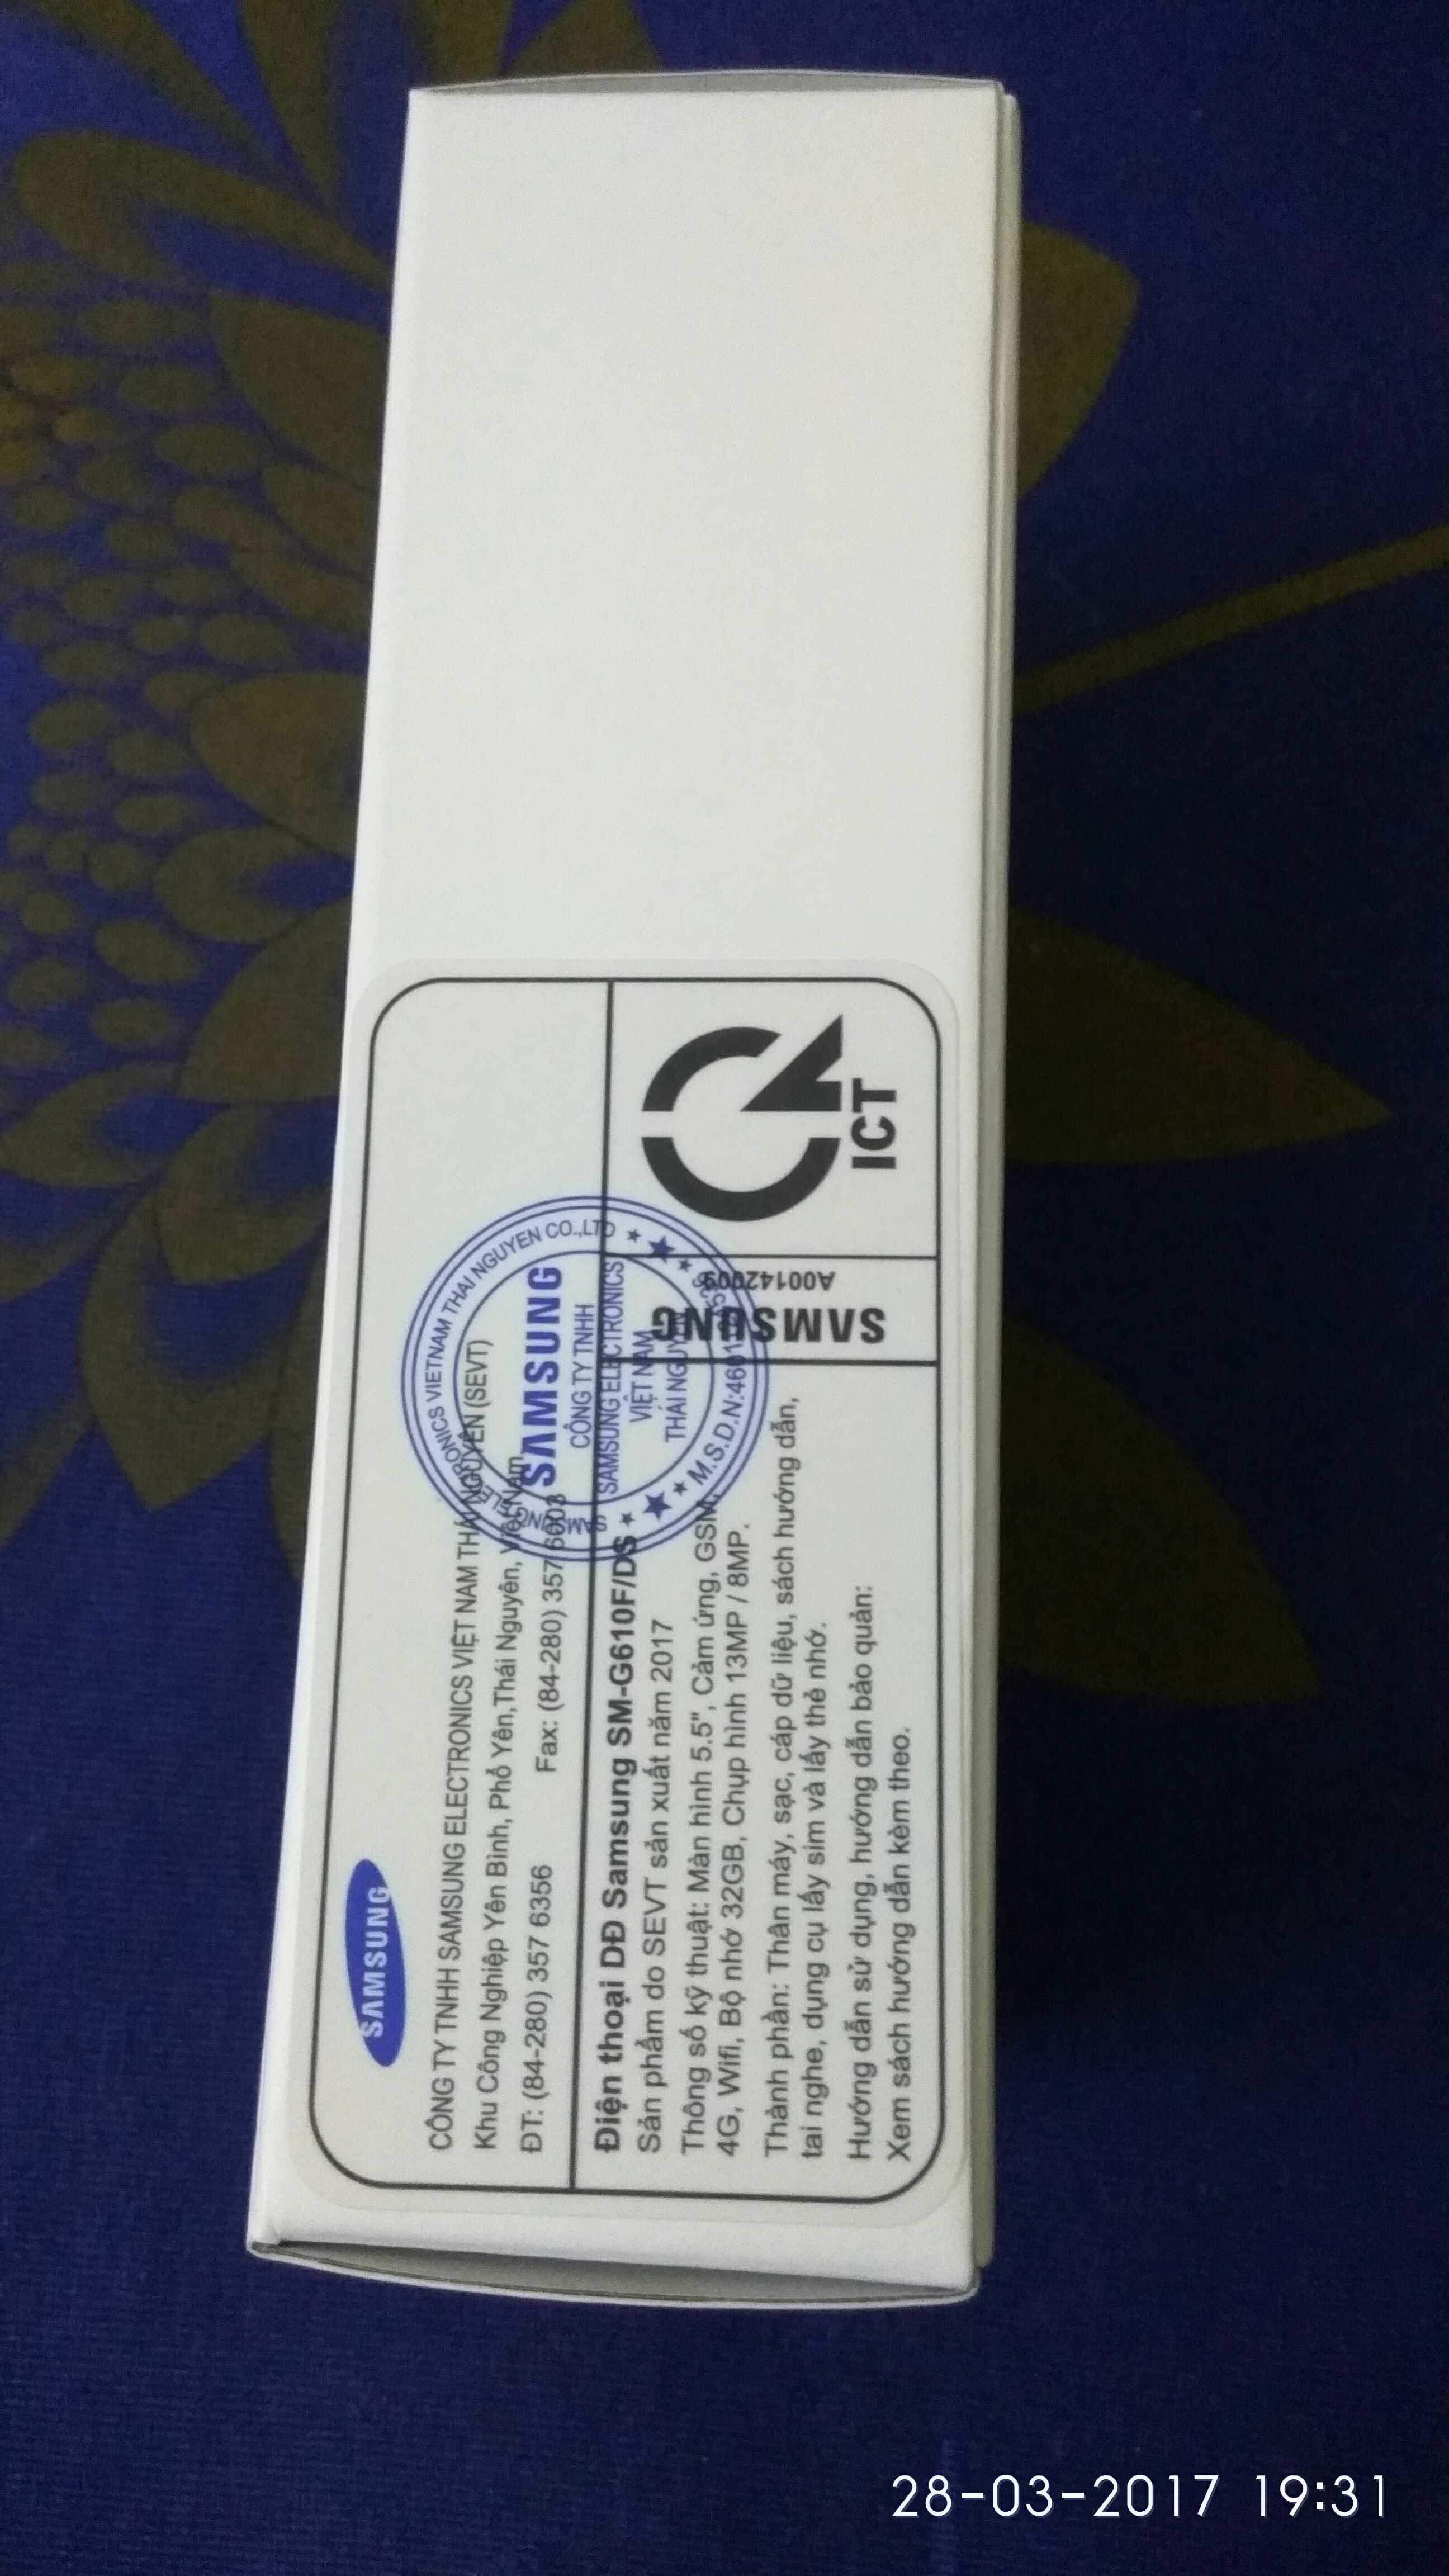 SAMSUNG
CÔNG TY TNHH SAMSUNG ELECTRONICS VIỆT NAM THÁI NGUYÊN (SEVT)
Khu Công Nghiệp Yên Bình, Phổ Yên,Thái Nguyên, Việt Nam
ĐT: (84-280) 357 6356 Fax: (84-280) 357 6003
Điện thoại DĐ Samsung SM-G610F/DS
Sản phẩm do SEVT sản xuất năm 2017
Thông số kỹ thuật: Màn hình 5.5", Cảm ứng, GSM,
4G, Wifi, Bộ nhớ 32GB, Chụp hình 13MP / 8MP.
Thành phần: Thân máy, sạc, cáp dữ liệu, sách hướng dẫn,
tai nghe, dụng cụ lấy sim và lấy thẻ nhớ.
Hướng dẫn sử dụng, hướng dẫn bảo quản:
Xem sách hướng dẫn kèm theo.
SAMSUNG ELECTRONICS VIETNAM THAI NGUYEN CO.,LTD
SAMSUNG
CÔNG TY TNHH
SAMSUNG ELECTRONICS
VIỆT NAM
THÁI NGUYÊN
M.S.D.N:
SAMSUNG
A00142009
ICT
28-03-2017 19:31